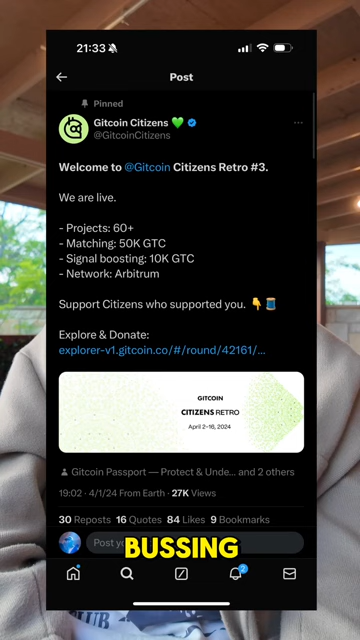 21:33
Post
Pinned
Gitcoin Citizens 💚
@GitcoinCitizens
Welcome to @Gitcoin Citizens Retro #3.
We are live.
- Projects: 60+
- Matching: 50K GTC
- Signal boosting: 10K GTC
- Network: Arbitrum
Support Citizens who supported you. 👇🧵
Explore & Donate:
explorer-v1.gitcoin.co/#/round/42161/...
GITCOIN
CITIZENS RETRO
April 2-16, 2024
Gitcoin Passport — Protect & Unde... and 2 others
19:02 · 4/1/24 From Earth · 27K Views
30 Reposts 16 Quotes 84 Likes 9 Bookmarks
Post yo
BUSSING
2